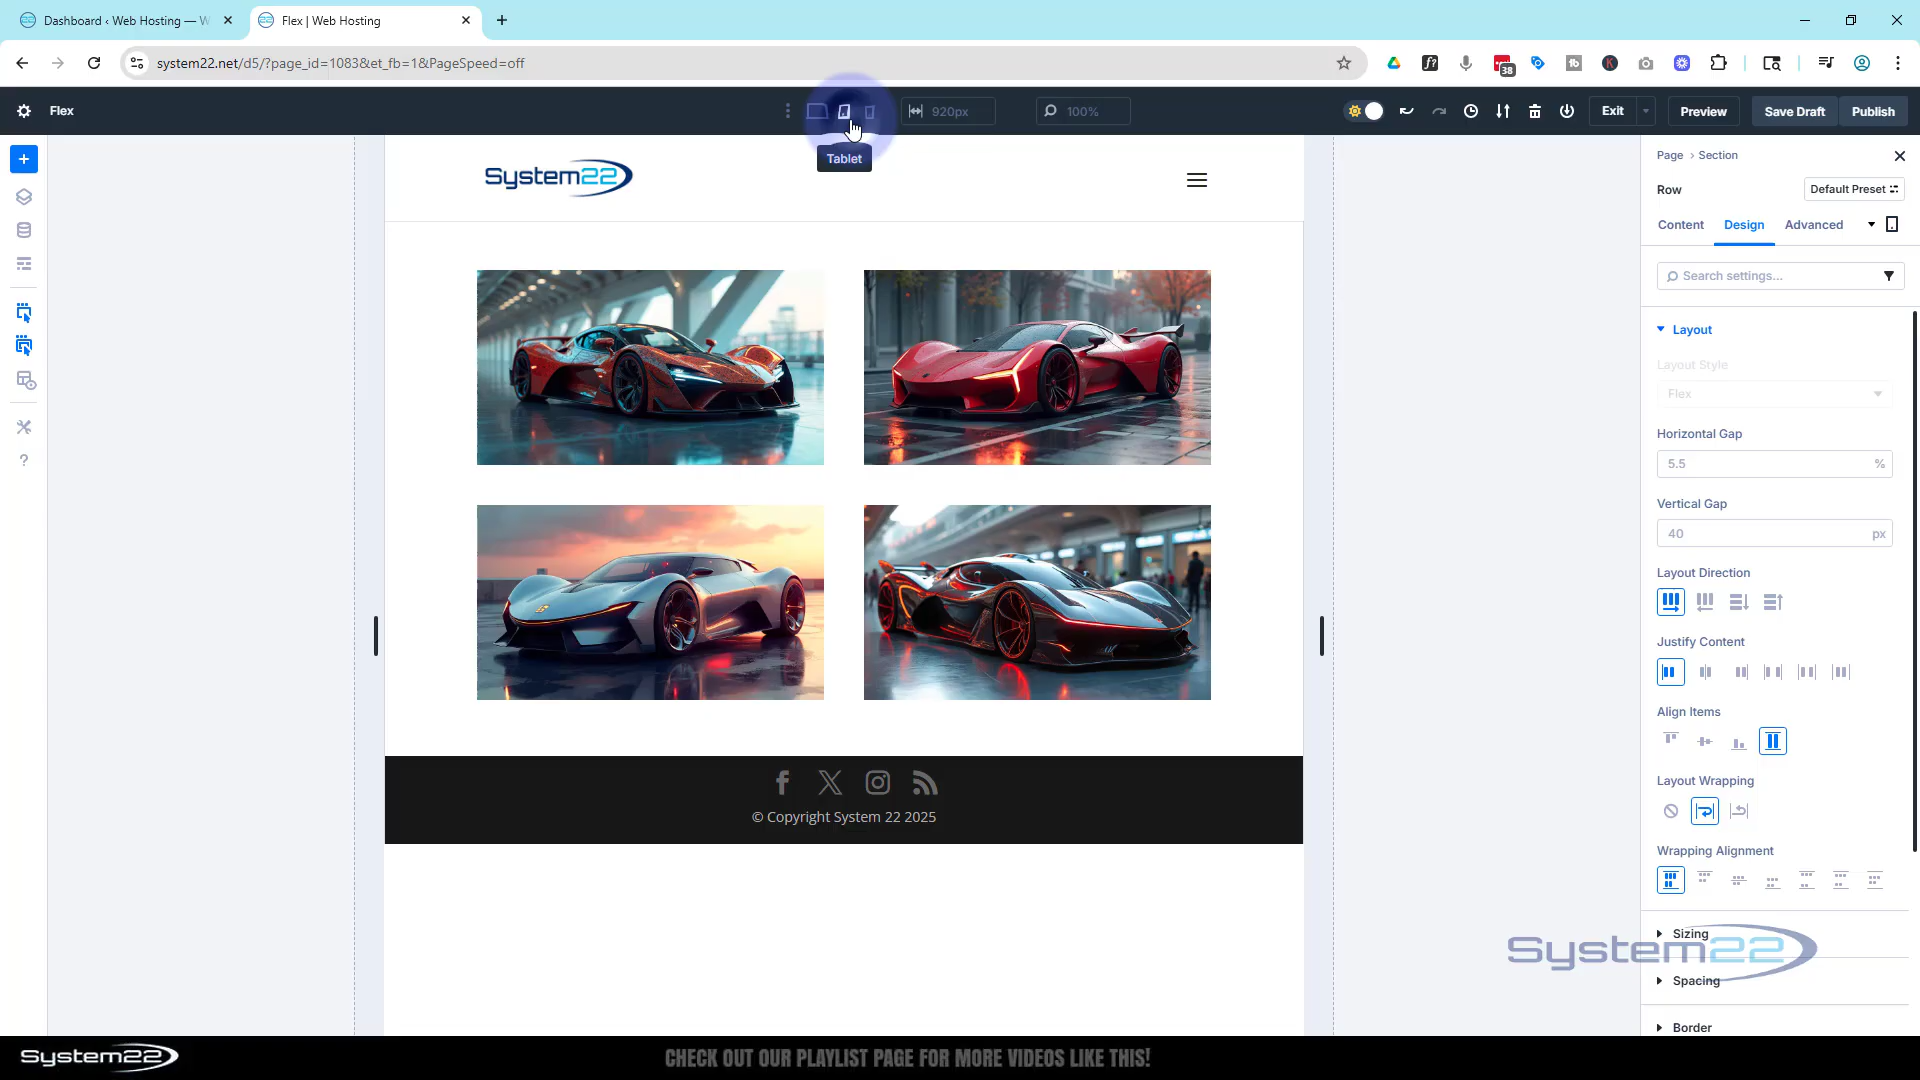 Dashboard ‹ Web Hosting — W
Flex | Web Hosting
system22.net/d5/?page_id=1083&et_fb=1&PageSpeed=off
38
Flex
920px
100%
Exit
Preview
Save Draft
Publish
Tablet
System22
Page › Section
Row
Default Preset
Content
Design
Advanced
Search settings...
Layout
Layout Style
Flex
Horizontal Gap
5.5
%
Vertical Gap
40
px
Layout Direction
Justify Content
Align Items
Layout Wrapping
Wrapping Alignment
Sizing
Spacing
Border
© Copyright System 22 2025
System22
System22
CHECK OUT OUR PLAYLIST PAGE FOR MORE VIDEOS LIKE THIS!